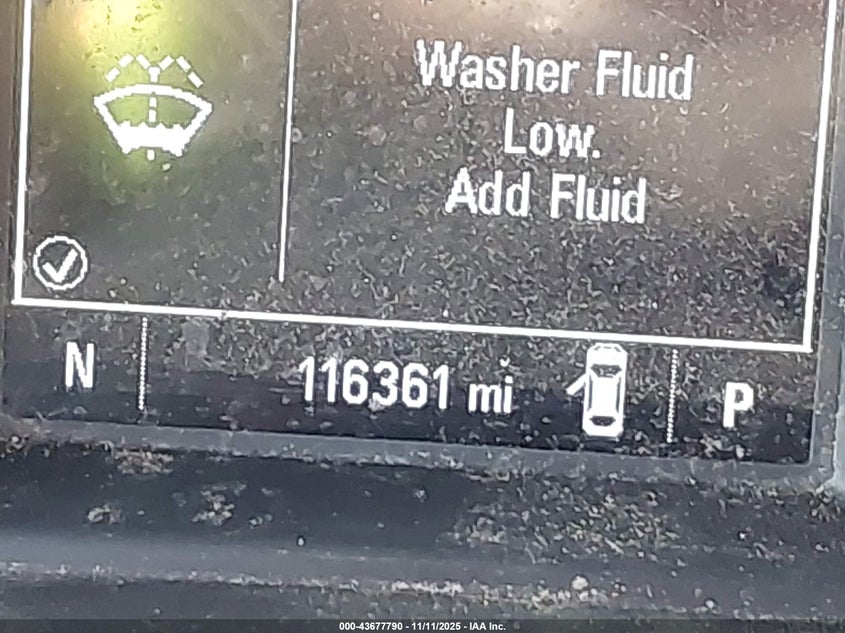 Washer Fluid
Low.
Add Fluid
N 116361 mi P
000-43677790 - 11/11/2025 - IAA Inc.